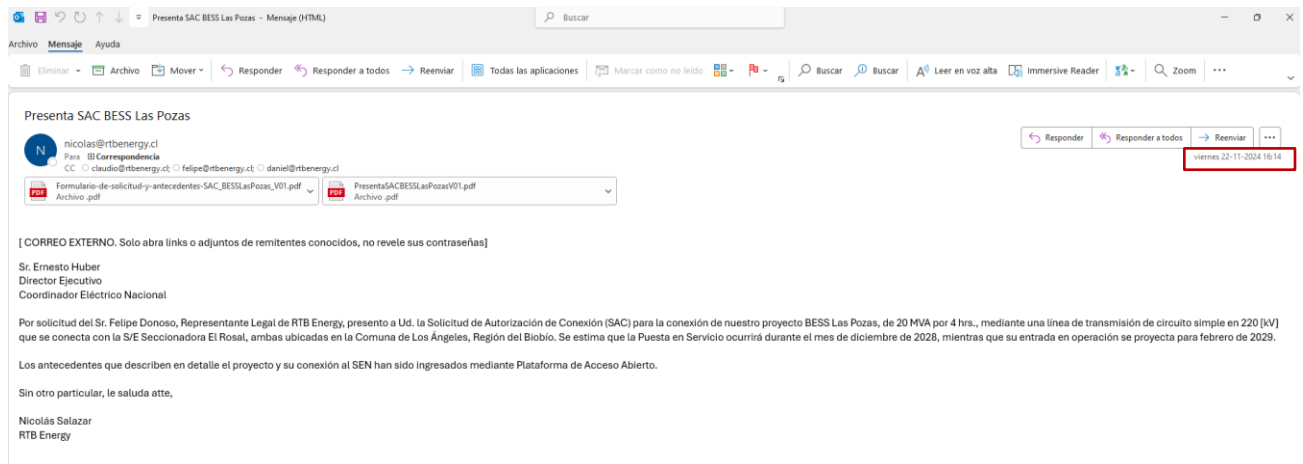 Presenta SAC BESS Las Pozas - Mensaje (HTML)
Buscar
Archivo Mensaje Ayuda
Eliminar Archivo Mover Responder Responder a todos Reenviar Todas las aplicaciones Marcar como no leído Buscar Buscar Leer en voz alta Immersive Reader Zoom
Presenta SAC BESS Las Pozas
N
nicolas@rtbenergy.cl
Para Correspondencia
CC claudio@rtbenergy.cl; felipe@rtbenergy.cl; daniel@rtbenergy.cl
Responder Responder a todos Reenviar
viernes 22-11-2024 16:14
PDF
Formulario-de-solicitud-y-antecedentes-SAC_BESSLasPozas_V01.pdf
Archivo .pdf
PDF
PresentaSACBESSLasPozasV01.pdf
Archivo .pdf
[ CORREO EXTERNO. Solo abra links o adjuntos de remitentes conocidos, no revele sus contraseñas]
Sr. Ernesto Huber
Director Ejecutivo
Coordinador Eléctrico Nacional
Por solicitud del Sr. Felipe Donoso, Representante Legal de RTB Energy, presento a Ud. la Solicitud de Autorización de Conexión (SAC) para la conexión de nuestro proyecto BESS Las Pozas, de 20 MVA por 4 hrs., mediante una línea de transmisión de circuito simple en 220 [kV]
que se conecta con la S/E Seccionadora El Rosal, ambas ubicadas en la Comuna de Los Ángeles, Región del Biobío. Se estima que la Puesta en Servicio ocurrirá durante el mes de diciembre de 2028, mientras que su entrada en operación se proyecta para febrero de 2029.
Los antecedentes que describen en detalle el proyecto y su conexión al SEN han sido ingresados mediante Plataforma de Acceso Abierto.
Sin otro particular, le saluda atte,
Nicolás Salazar
RTB Energy